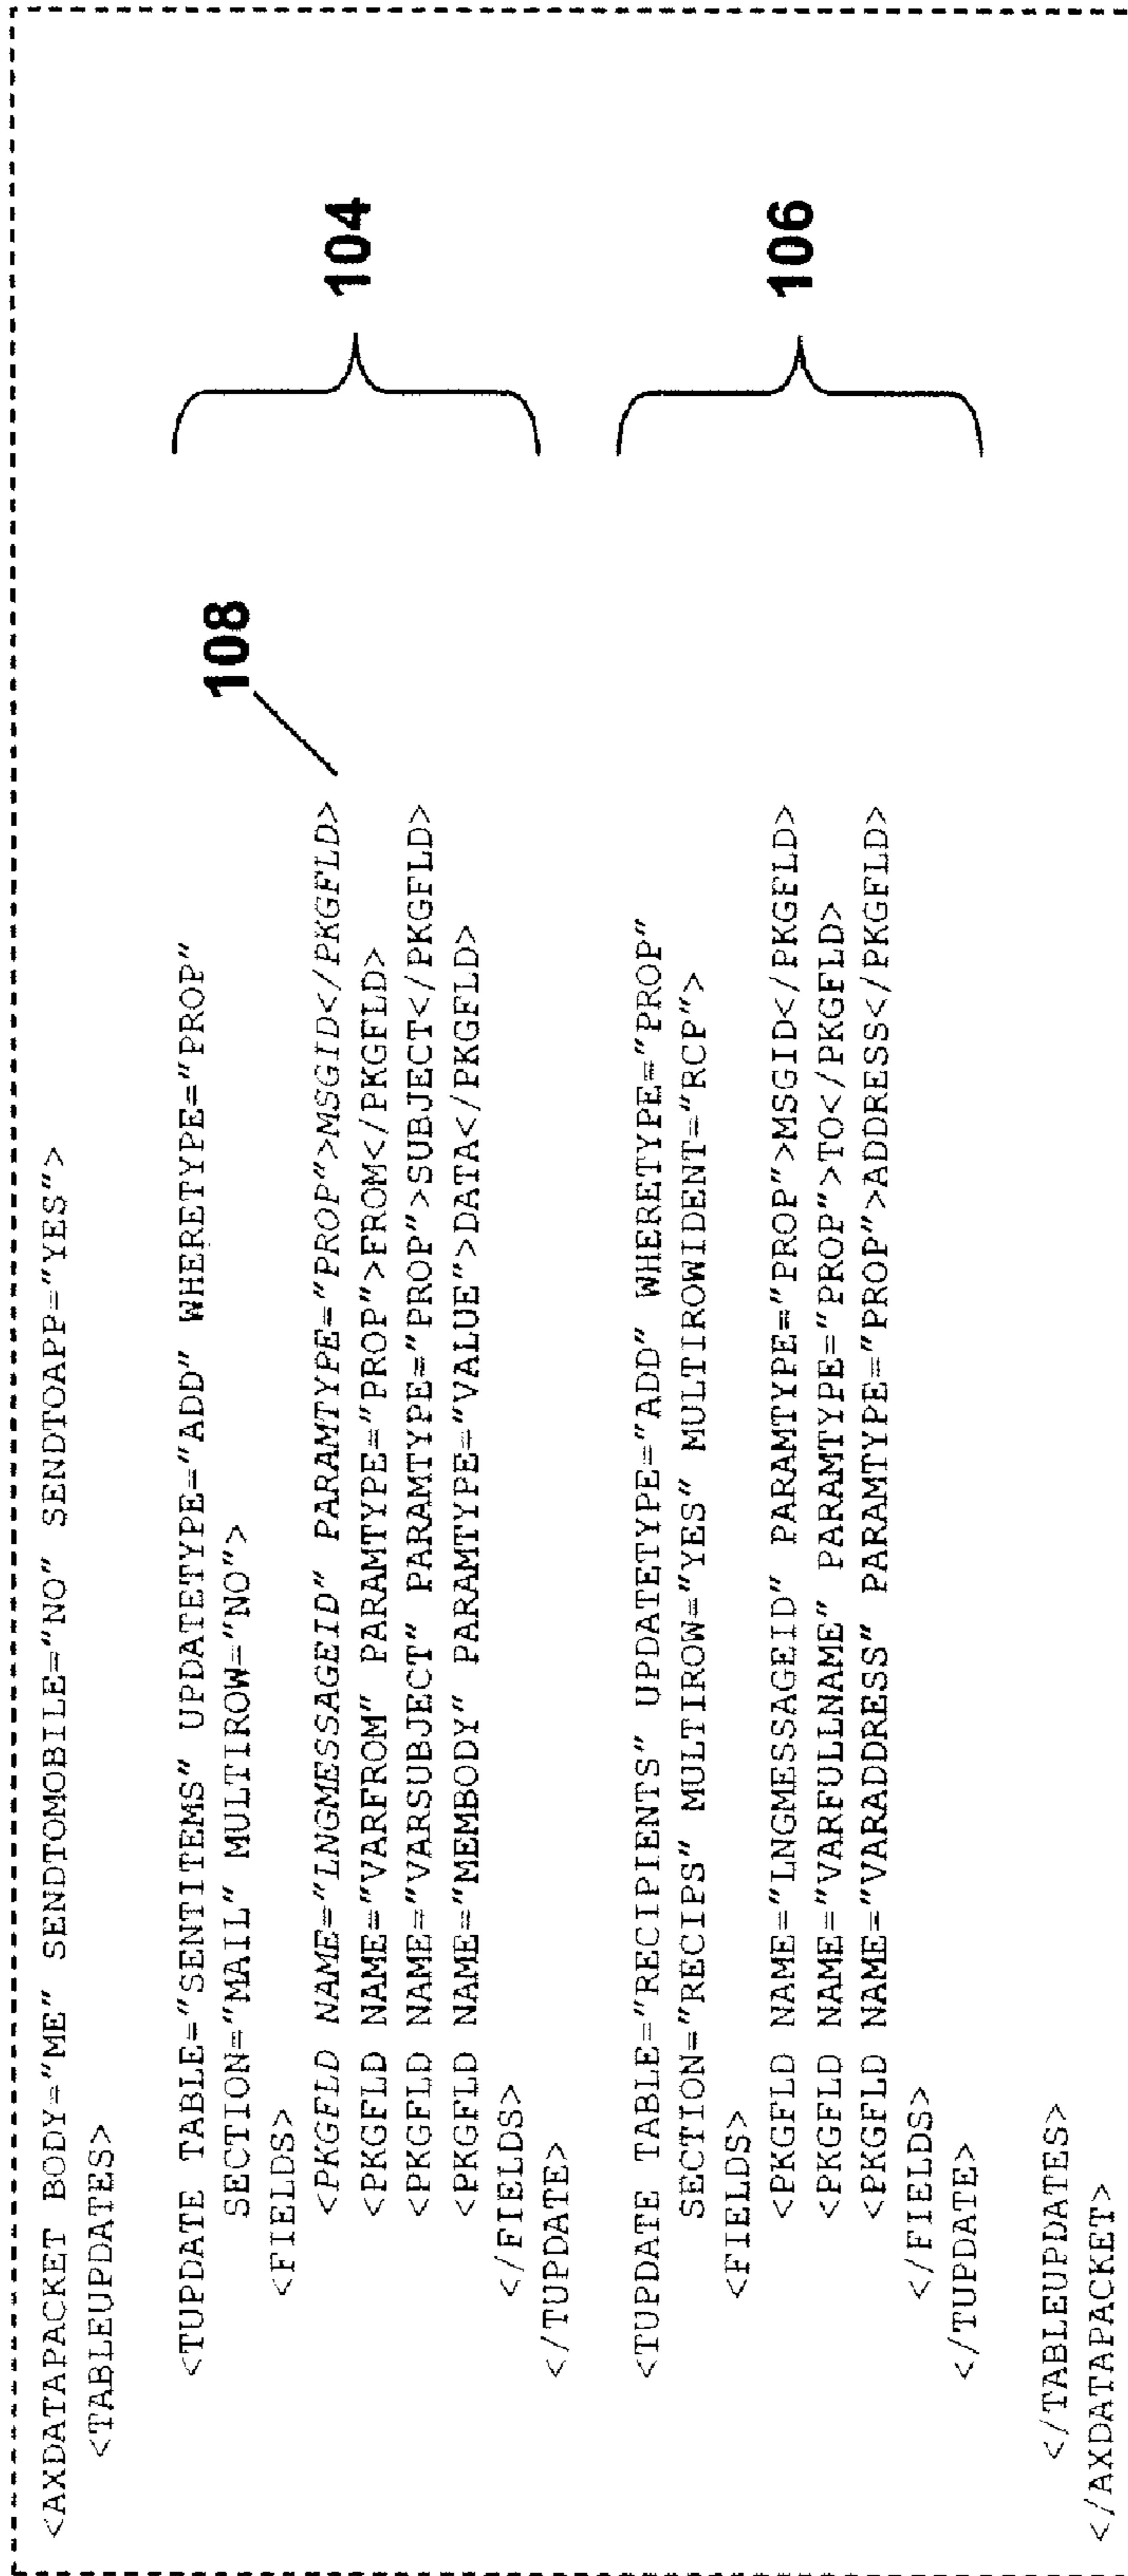 <AXDATAPACKET BODY="ME" SENDTOMOBILE="NO" SENDTOAPP="YES">
<TABLEUPDATES>
<TUPDATE TABLE="SENTITEMS" UPDATETYPE="ADD" WHERETYPE="PROP"
SECTION="MAIL" MULTIROW="NO">
<FIELDS>
108
<PKGFLD NAME="LNGMESSAGEID" PARAMTYPE="PROP">MSGID</PKGFLD>
<PKGFLD NAME="VARFROM" PARAMTYPE="PROP">FROM</PKGFLD>
<PKGFLD NAME="VARSUBJECT" PARAMTYPE="PROP">SUBJECT</PKGFLD>
<PKGFLD NAME="MEMBODY" PARAMTYPE="VALUE">DATA</PKGFLD>
</FIELDS>
</TUPDATE>
104
<TUPDATE TABLE="RECIPIENTS" UPDATETYPE="ADD" WHERETYPE="PROP"
SECTION="RECIPS" MULTIROW="YES" MULTIROWIDENT="RCP">
<FIELDS>
<PKGFLD NAME="LNGMESSAGEID" PARAMTYPE="PROP">MSGID</PKGFLD>
<PKGFLD NAME="VARFULLNAME" PARAMTYPE="PROP">TO</PKGFLD>
<PKGFLD NAME="VARADDRESS" PARAMTYPE="PROP">ADDRESS</PKGFLD>
</FIELDS>
</TUPDATE>
106
</TABLEUPDATES>
</AXDATAPACKET>